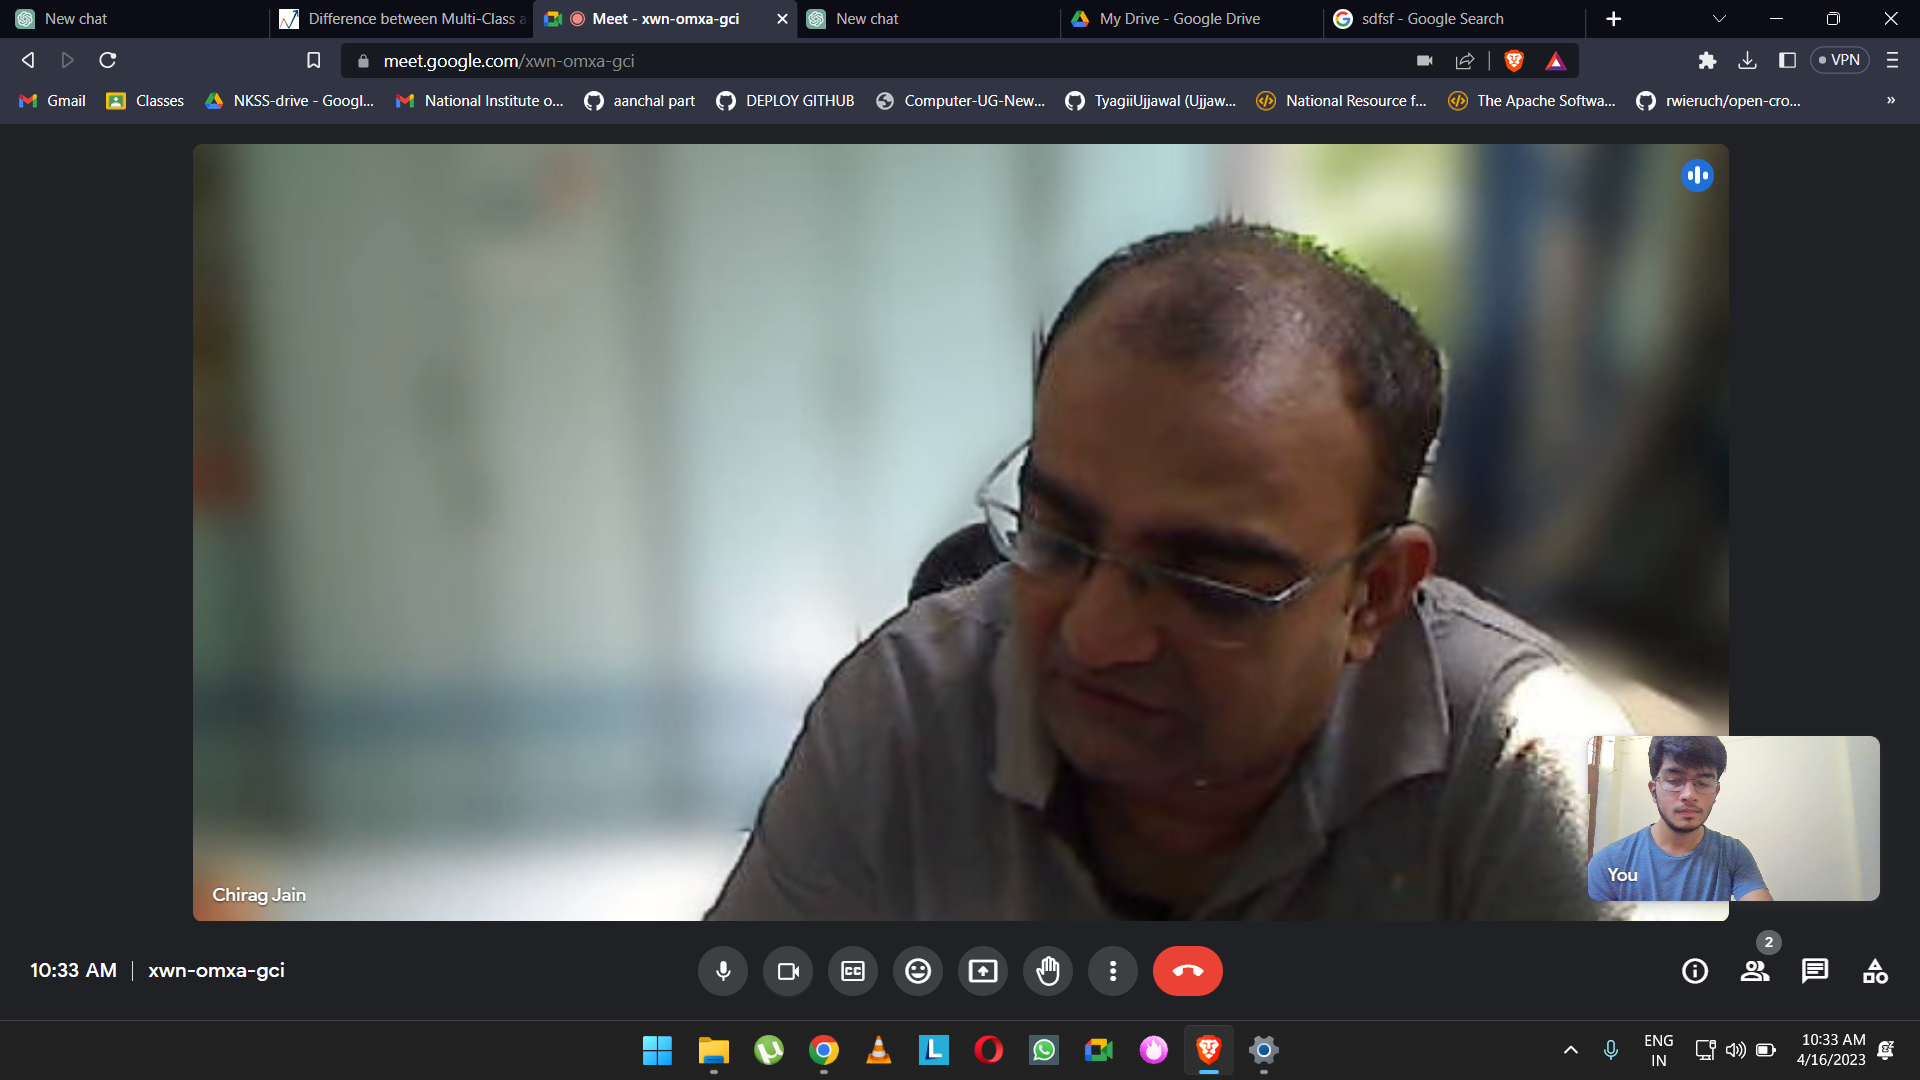 New chat
Difference between Multi-Class a
Meet - xwn-omxa-gci
New chat
My Drive - Google Drive
sdfsf - Google Search
meet.google.com/xwn-omxa-gci
VPN
Gmail
Classes
NKSS-drive - Googl...
National Institute o...
aanchal part
DEPLOY GITHUB
Computer-UG-New...
TyagiiUjjawal (Ujjaw...
National Resource f...
The Apache Softwa...
rwieruch/open-cro...
»
Chirag Jain
You
10:33 AM | xwn-omxa-gci
CC
2
L
ENG
IN
10:33 AM
4/16/2023